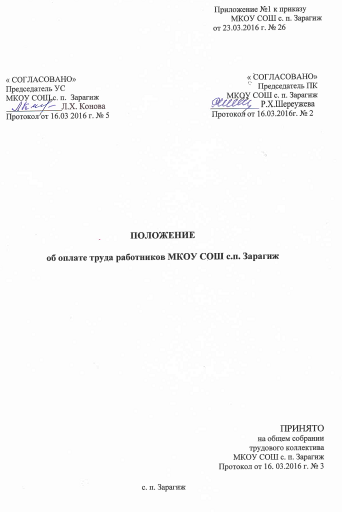 Приложение №1 к приказу
МКОУ СОШ с. п. Зарагиж
от 23.03.2016 г. № 26
« СОГЛАСОВАНО»
Председатель УС
МКОУ СОШ с. п. Зарагиж
Л.Х. Конова
Протокол от 16.03 2016 г. № 5
« СОГЛАСОВАНО»
Председатель ПК
МКОУ СОШ с. п. Зарагиж
Р.Х.Шереужева
Протокол от 16.03.2016г. № 2
ПОЛОЖЕНИЕ
об оплате труда работников МКОУ СОШ с.п. Зарагиж
ПРИНЯТО
на общем собрании
трудового коллектива
МКОУ СОШ с. п. Зарагиж
Протокол от 16. 03.2016 г. № 3
с. п. Зарагиж